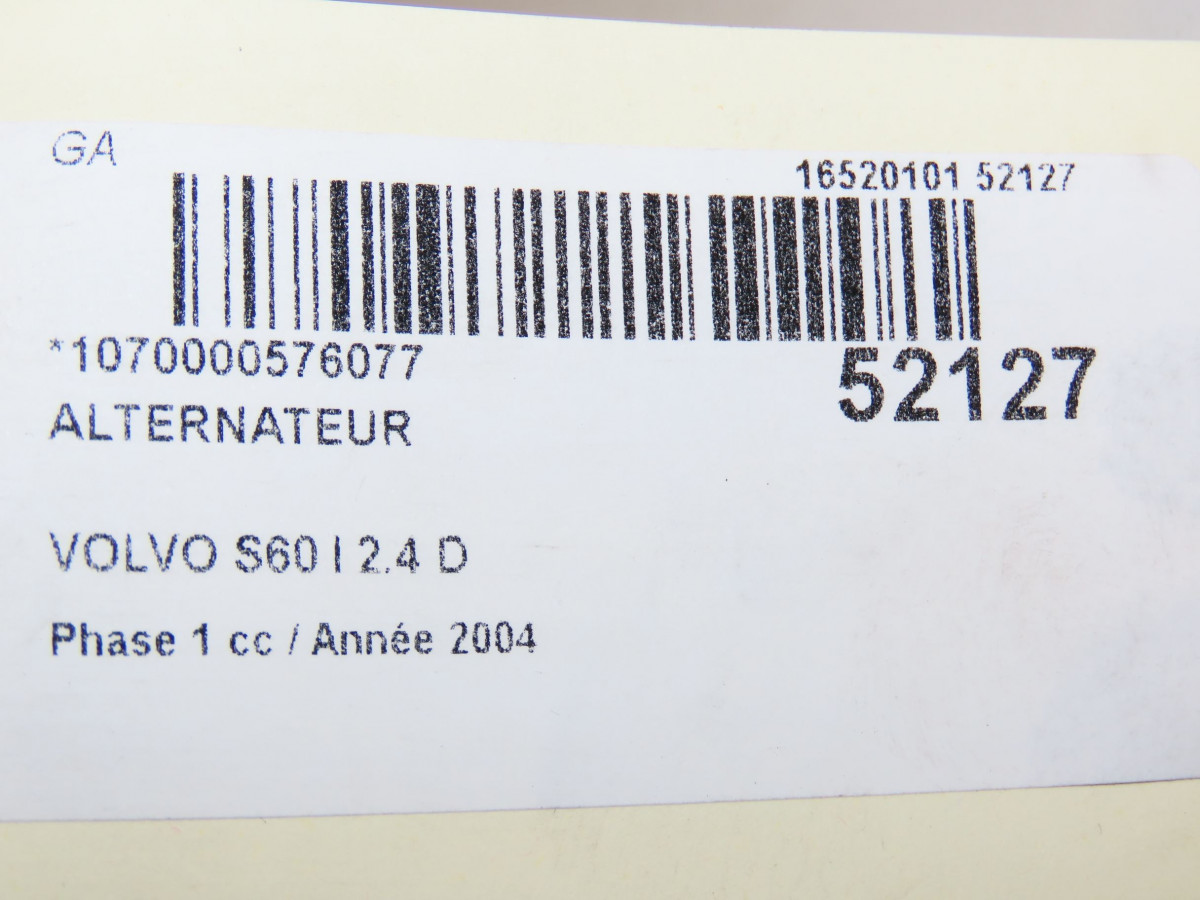 GA
16520101 52127
*1070000576077
52127
ALTERNATEUR
VOLVO S60 I 2.4 D
Phase 1 cc / Année 2004